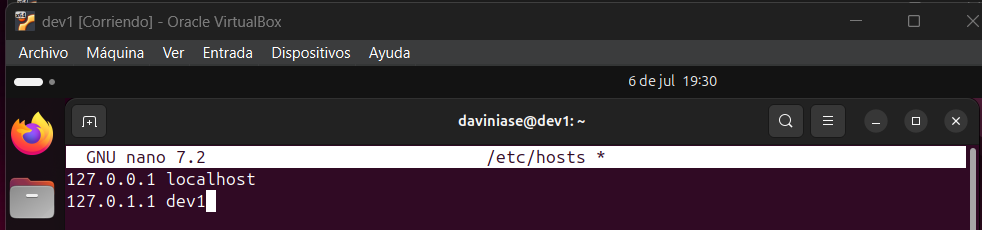 dev1 [Corriendo] - Oracle VirtualBox
Archivo Máquina Ver Entrada Dispositivos Ayuda
6 de jul 19:30
daviniase@dev1: ~
GNU nano 7.2 /etc/hosts *
127.0.0.1 localhost
127.0.1.1 dev1